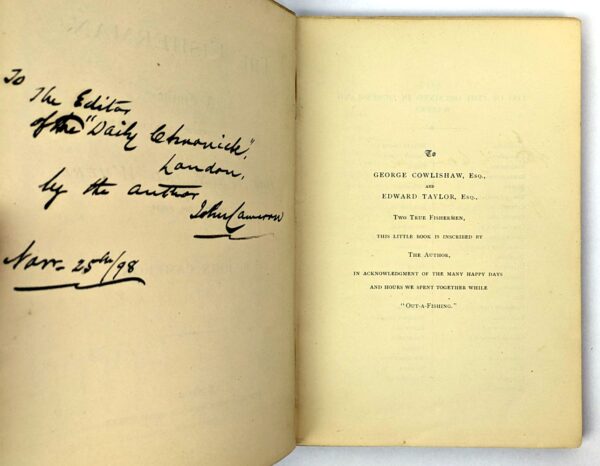 To
The Editor
of the "Daily Chronicle",
London,
by the author
John Cameron
Nov. 25th/98
To
GEORGE COWLISHAW, ESQ.,
AND
EDWARD TAYLOR, ESQ.,
TWO TRUE FISHERMEN,
THIS LITTLE BOOK IS INSCRIBED BY
THE AUTHOR,
IN ACKNOWLEDGMENT OF THE MANY HAPPY DAYS
AND HOURS WE SPENT TOGETHER WHILE
"OUT-A-FISHING."